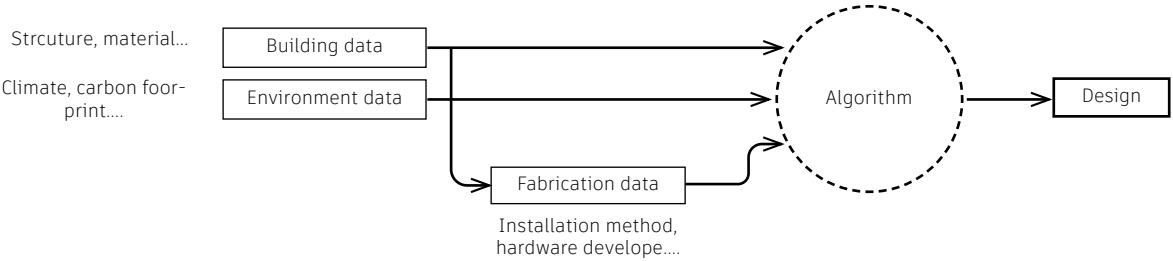 Strcuture, material...
Building data
Climate, carbon foor-
print....
Environment data
Algorithm
Design
Fabrication data
Installation method,
hardware develope....